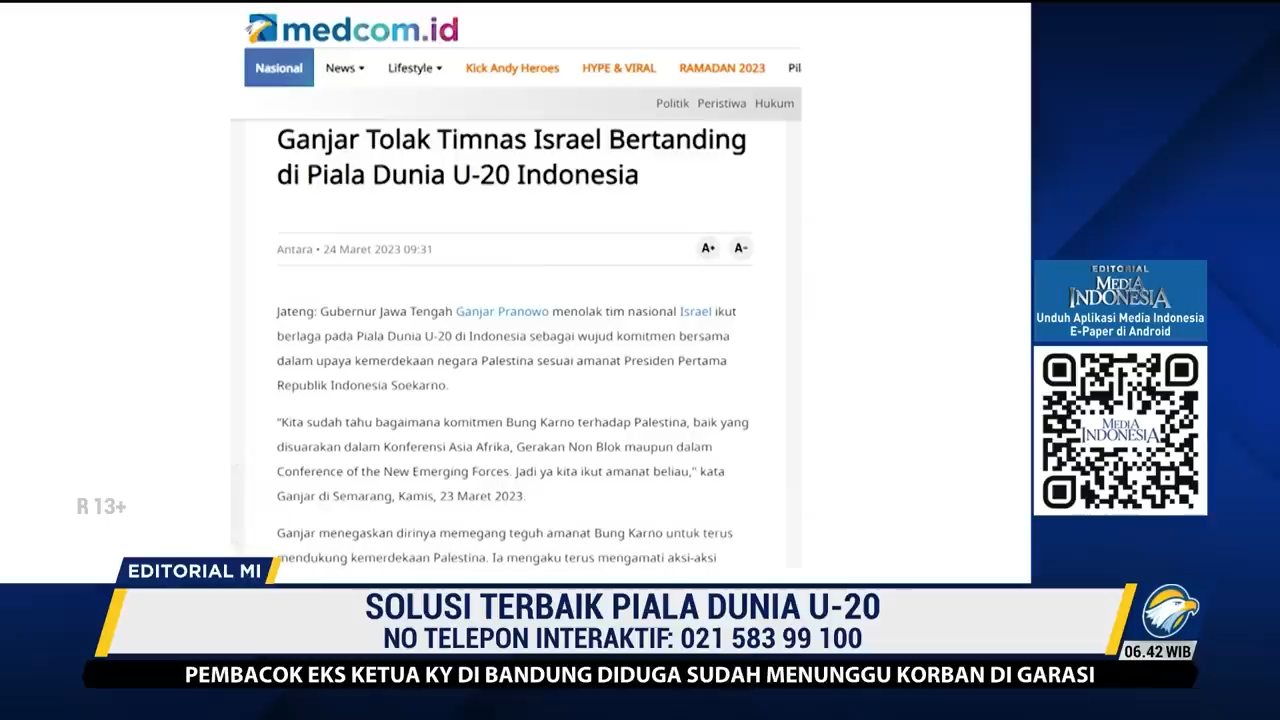 medcom.id
Nasional News Lifestyle Kick Andy Heroes HYPE & VIRAL RAMADAN 2023 Pil
Politik Peristiwa Hukum
Ganjar Tolak Timnas Israel Bertanding
di Piala Dunia U-20 Indonesia
Antara • 24 Maret 2023 09:31 A+ A-
Jateng: Gubernur Jawa Tengah Ganjar Pranowo menolak tim nasional Israel ikut
berlaga pada Piala Dunia U-20 di Indonesia sebagai wujud komitmen bersama
dalam upaya kemerdekaan negara Palestina sesuai amanat Presiden Pertama
Republik Indonesia Soekarno.
"Kita sudah tahu bagaimana komitmen Bung Karno terhadap Palestina, baik yang
disuarakan dalam Konferensi Asia Afrika, Gerakan Non Blok maupun dalam
Conference of the New Emerging Forces. Jadi ya kita ikut amanat beliau," kata
Ganjar di Semarang, Kamis, 23 Maret 2023.
Ganjar menegaskan dirinya memegang teguh amanat Bung Karno untuk terus
mendukung kemerdekaan Palestina. Ia mengaku terus mengamati aksi-aksi
EDITORIAL
MEDIA
INDONESIA
Unduh Aplikasi Media Indonesia
E-Paper di Android
MEDIA
INDONESIA
R 13+
EDITORIAL MI
SOLUSI TERBAIK PIALA DUNIA U-20
NO TELEPON INTERAKTIF: 021 583 99 100
06.42 WIB
PEMBACOK EKS KETUA KY DI BANDUNG DIDUGA SUDAH MENUNGGU KORBAN DI GARASI